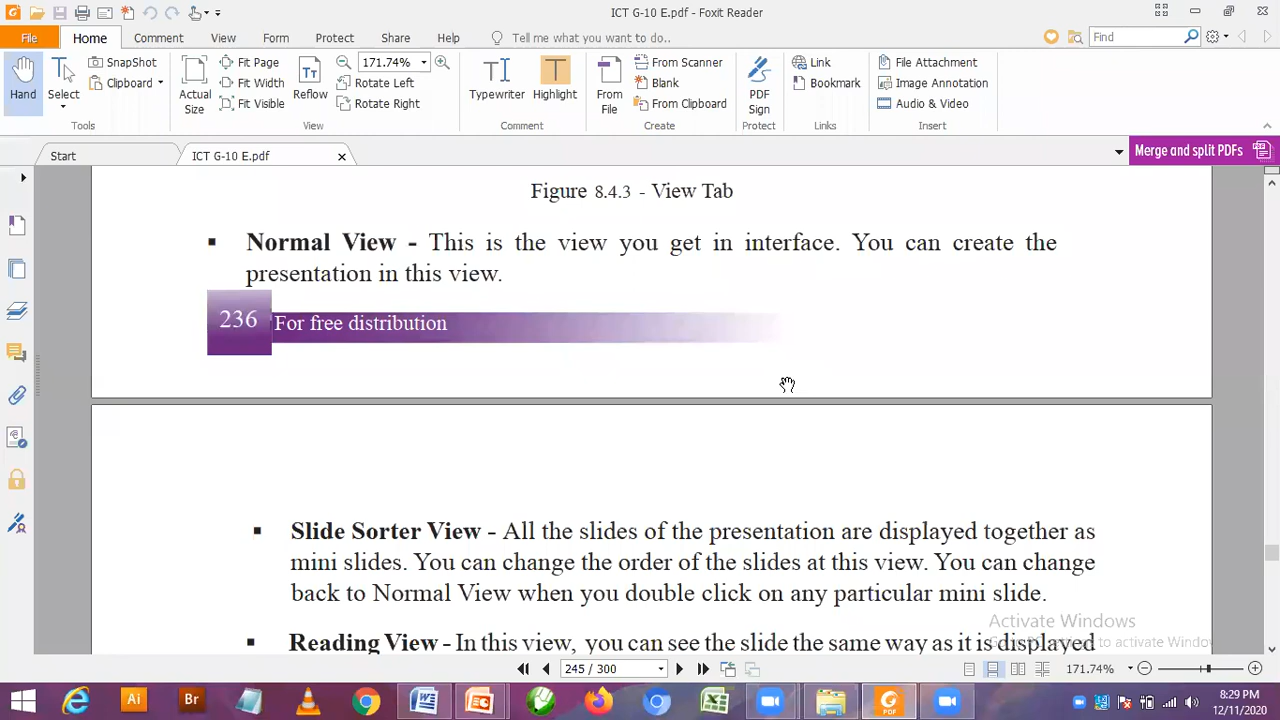 ICT G-10 E.pdf - Foxit Reader
File Home Comment View Form Protect Share Help Tell me what you want to do.. Find
Hand Select SnapShot Clipboard Actual Size Fit Page Fit Width Fit Visible Reflow 171.74% Rotate Left Rotate Right Typewriter Highlight From File From Scanner Blank From Clipboard PDF Sign Link Bookmark File Attachment Image Annotation Audio & Video
Tools View Comment Create Protect Links Insert
Start ICT G-10 E.pdf Merge and split PDFs
Figure 8.4.3 - View Tab
▪ Normal View - This is the view you get in interface. You can create the
presentation in this view.
236 For free distribution
▪ Slide Sorter View - All the slides of the presentation are displayed together as
mini slides. You can change the order of the slides at this view. You can change
back to Normal View when you double click on any particular mini slide.
Activate Windows
▪ Reading View - In this view, you can see the slide the same way as it is displayed
245 / 300 171.74%
Ai Br PDF
8:29 PM
12/11/2020